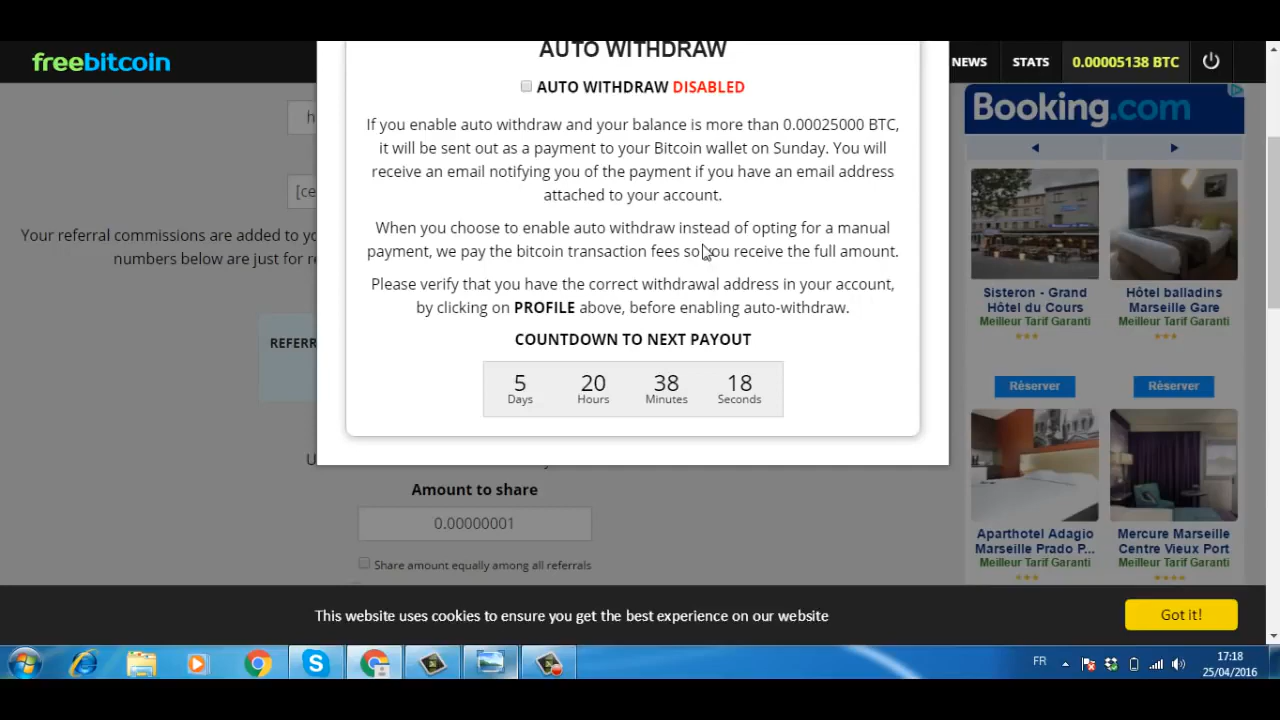 AUTO WITHDRAW
freebitcoin
NEWS
STATS
0.00005138 BTC
AUTO WITHDRAW DISABLED
If you enable auto withdraw and your balance is more than 0.00025000 BTC,
it will be sent out as a payment to your Bitcoin wallet on Sunday. You will
receive an email notifying you of the payment if you have an email address
attached to your account.
When you choose to enable auto withdraw instead of opting for a manual
payment, we pay the bitcoin transaction fees so you receive the full amount.
Please verify that you have the correct withdrawal address in your account,
by clicking on PROFILE above, before enabling auto-withdraw.
COUNTDOWN TO NEXT PAYOUT
5 20 38 18
Days Hours Minutes Seconds
h
[ce
Your referral commissions are added to yo
numbers below are just for re
REFERR
U
Amount to share
0.00000001
Share amount equally among all referrals
Booking.com
Sisteron - Grand
Hôtel du Cours
Meilleur Tarif Garanti
Réserver
Hôtel balladins
Marseille Gare
Meilleur Tarif Garanti
Réserver
Aparthotel Adagio
Marseille Prado P...
Meilleur Tarif Garanti
Mercure Marseille
Centre Vieux Port
Meilleur Tarif Garanti
This website uses cookies to ensure you get the best experience on our website
Got it!
FR
17:18
25/04/2016